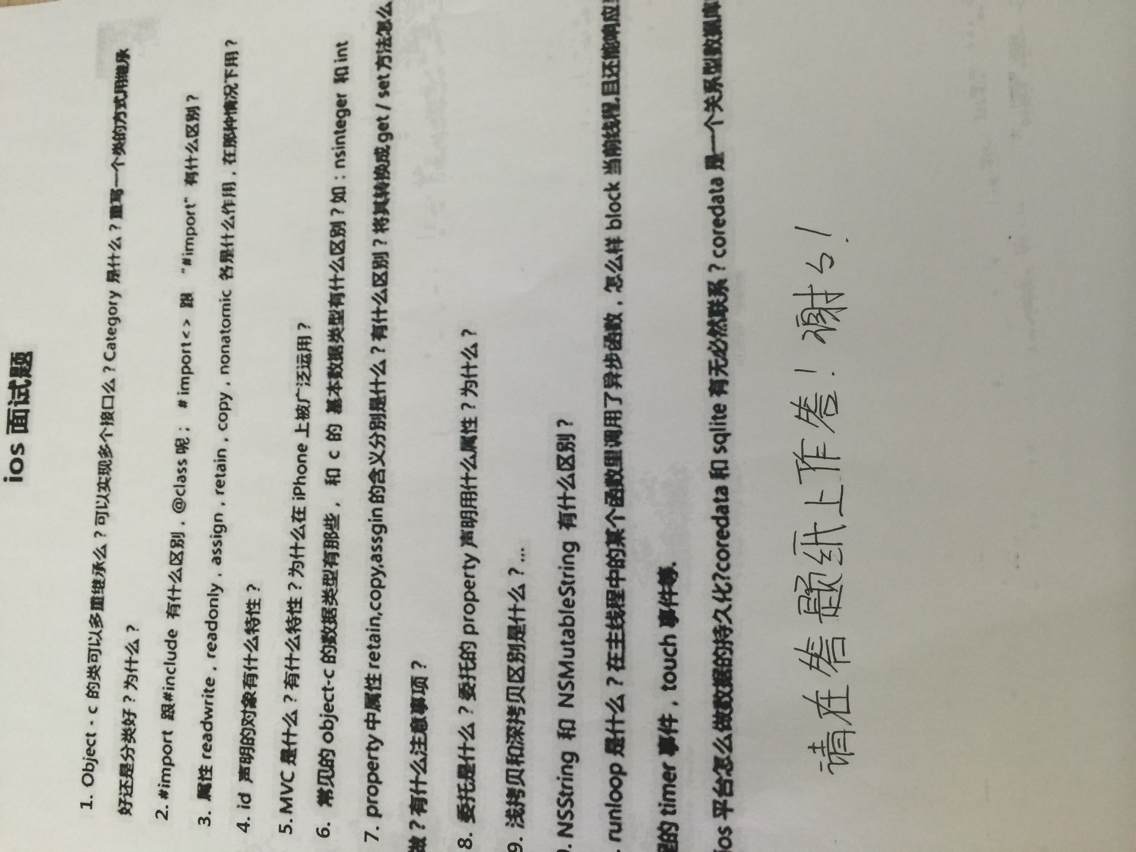 ios 面试题
1. Object - c 的类可以多重继承么？可以实现多个接口么？Category 是什么？重写一个类的方式用继承
好还是分类好？为什么？
2. #import 跟#include 有什么区别，@class 呢； # import<> 跟 “#import” 有什么区别？
3. 属性 readwrite，readonly，assign，retain，copy，nonatomic 各是什么作用，在那种情况下用？
4. id 声明的对象有什么特性？
5. MVC 是什么？有什么特性？为什么在 iPhone 上被广泛运用？
6. 常见的 object-c 的数据类型有那些， 和 c 的 基本数据类型有什么区别？如：nsinteger 和 int
7. property 中属性 retain,copy,assgin 的含义分别是什么？有什么区别？将其转换成 get / set 方法怎么
做？有什么注意事项？
8. 委托是什么？委托的 property 声明用什么属性？为什么？
9. 浅拷贝和深拷贝区别是什么？...
. NSString 和 NSMutableString 有什么区别？
. runloop 是什么？在主线程中的某个函数里调用了异步函数，怎么样 block 当前线程,且还能响应
程的 timer 事件，touch 事件等.
ios 平台怎么做数据的持久化?coredata 和 sqlite 有无必然联系？coredata 是一个关系型数据库
请在答题纸上作答！谢々！